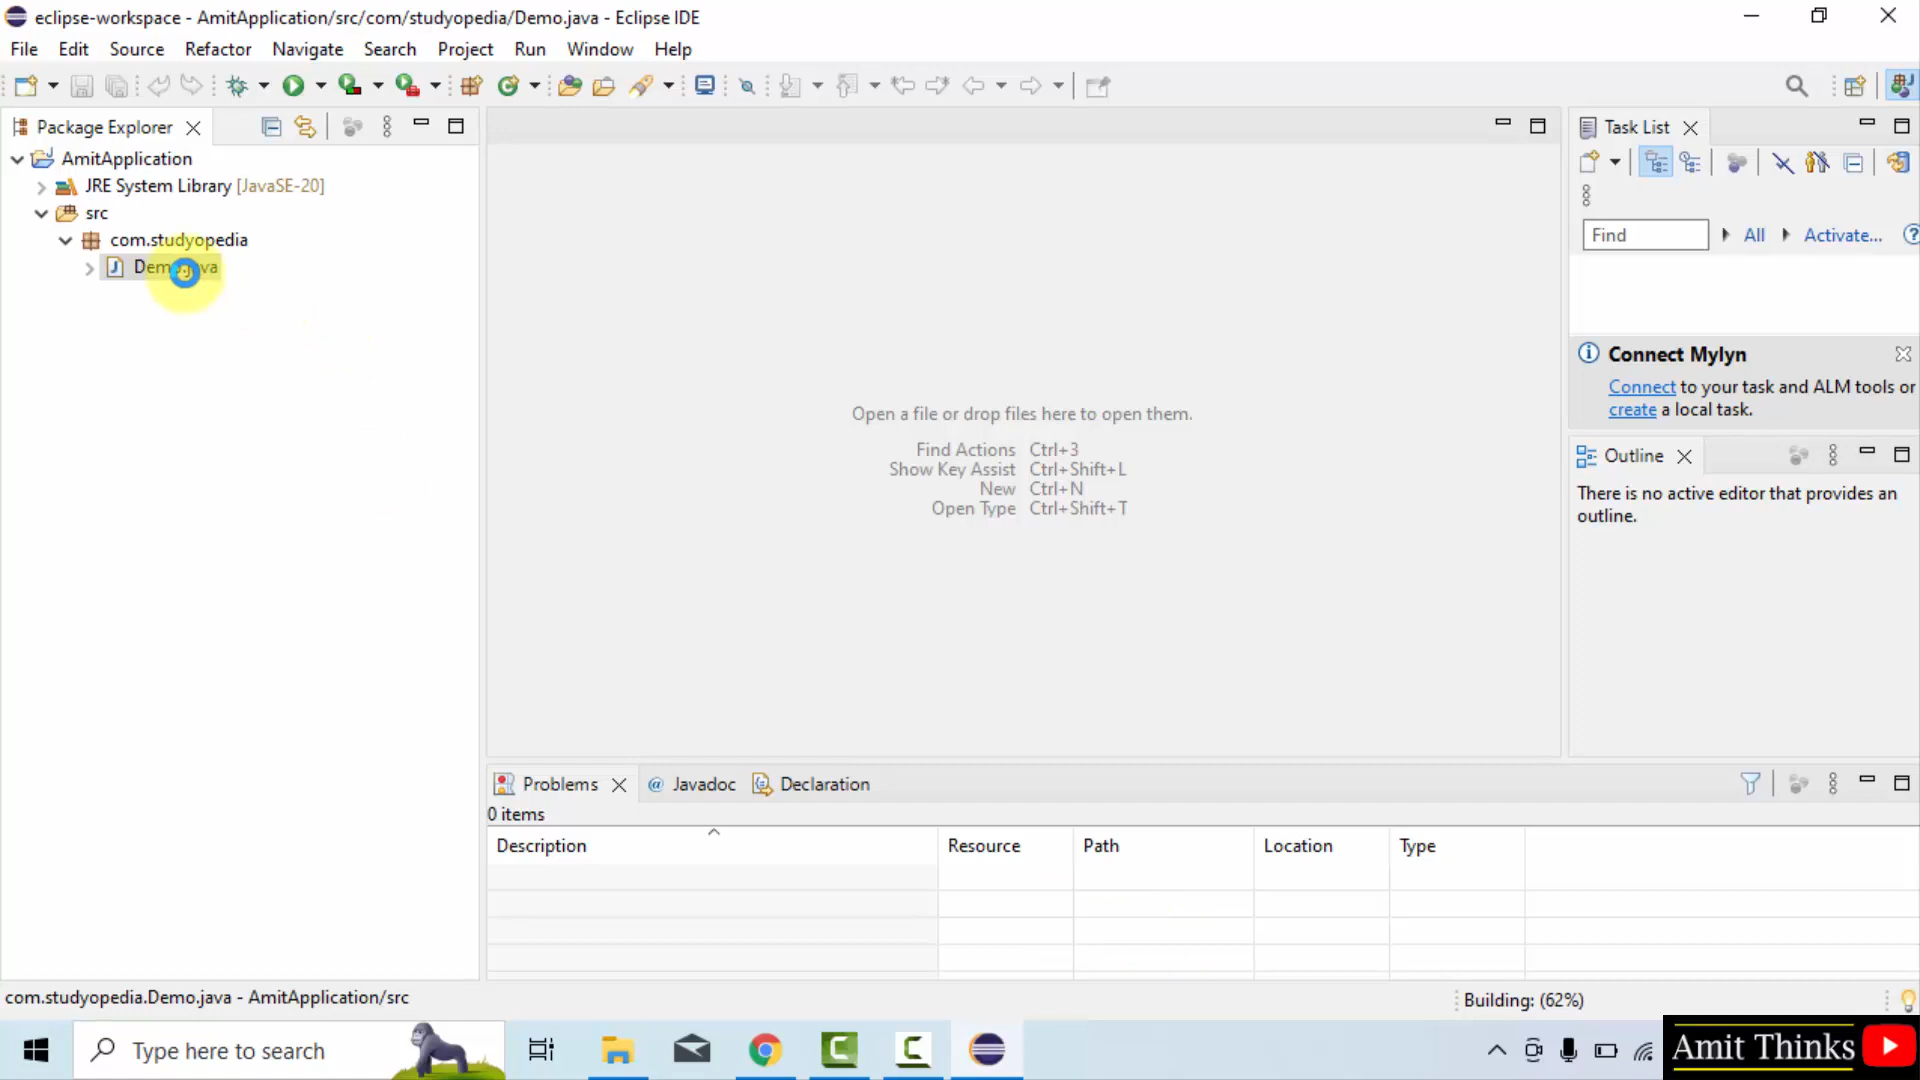 eclipse-workspace - AmitApplication/src/com/studyopedia/Demo.java - Eclipse IDE
File Edit Source Refactor Navigate Search Project Run Window Help
Package Explorer
AmitApplication
JRE System Library [JavaSE-20]
src
com.studyopedia
Demo.java
Open a file or drop files here to open them.
Find Actions Ctrl+3
Show Key Assist Ctrl+Shift+L
New Ctrl+N
Open Type Ctrl+Shift+T
Task List
Find All Activate...
Connect Mylyn
Connect to your task and ALM tools or
create a local task.
Outline
There is no active editor that provides an
outline.
Problems Javadoc Declaration
0 items
Description Resource Path Location Type
com.studyopedia.Demo.java - AmitApplication/src
Building: (62%)
Type here to search
Amit Thinks